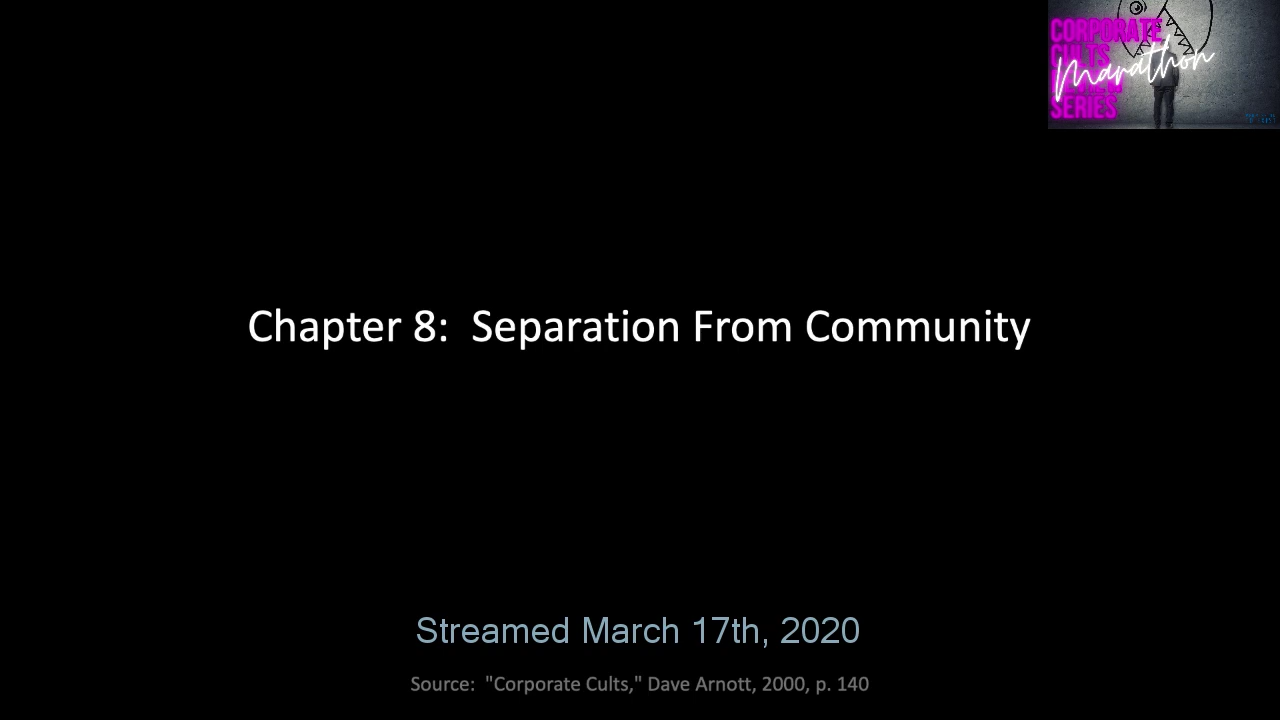 CORPORATE
CULTS
Marathon
SERIES
Chapter 8:  Separation From Community
Streamed March 17th, 2020
Source:  "Corporate Cults," Dave Arnott, 2000, p. 140